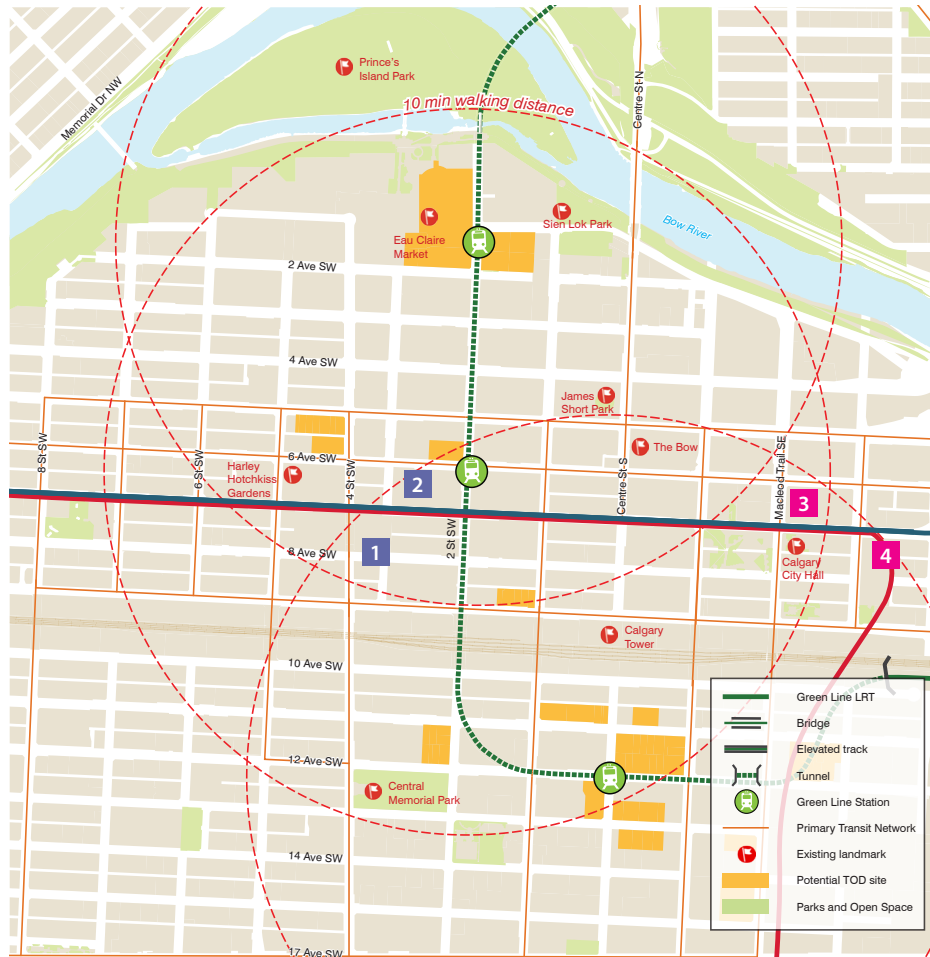 Prince's
Island Park
Memorial Dr NW
10 min walking distance
Centre St N
Sien Lok Park
Bow River
Eau Claire
Market
2 Ave SW
4 Ave SW
James
Short Park
The Bow
8 St SW
6 St SW
6 Ave SW
4 St SW
Harley
Hotchkiss
Gardens
2
Centre St S
Macleod Trail SE
3
2 St SW
1
8 Ave SW
4
Calgary
City Hall
Calgary
Tower
10 Ave SW
12 Ave SW
Central
Memorial Park
14 Ave SW
17 Ave SW
Green Line LRT
Bridge
Elevated track
Tunnel
Green Line Station
Primary Transit Network
Existing landmark
Potential TOD site
Parks and Open Space